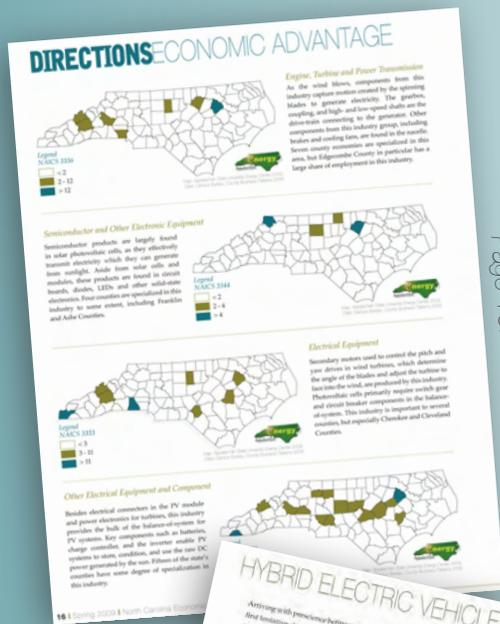 DIRECTIONS ECONOMIC ADVANTAGE
Engine, Turbine and Power Transmission
As the wind blows, components from this
industry capture motion created by the spinning
blades to generate electricity. The gearbox,
coupling, and high- and low-speed shafts are the
drive-train connecting to the generator. Other
components from this industry group, including
brakes and cooling fans, are found in the nacelle.
Seven county economies are specialized in this
area, but Edgecombe County in particular has a
large share of employment in this industry.
Legend
NAICS 3336
< 2
2 - 12
> 12
Energy
Semiconductor and Other Electronic Equipment
Semiconductor products are largely found
in solar photovoltaic cells, as they effectively
transmit electricity which they can generate
from sunlight. Aside from solar cells and
modules, these products are found in circuit
boards, diodes, LEDs and other solid-state
electronics. Four counties are specialized in this
industry to some extent, including Franklin
and Ashe Counties.
Legend
NAICS 3344
< 2
2 - 4
> 4
Energy
Electrical Equipment
Secondary motors used to control the pitch and
yaw drives in wind turbines, which determine
the angle of the blades and adjust the turbine to
face into the wind, are produced by this industry.
Photovoltaic cells primarily require switch gear
and circuit breaker components in the balance-
of-system. This industry is important to several
counties, but especially Cherokee and Cleveland
Counties.
Legend
NAICS 3353
< 3
3 - 11
> 11
Energy
Other Electrical Equipment and Component
Besides electrical connectors in the PV module
and power electronics for turbines, this industry
provides the bulk of the balance-of-system for
PV systems. Key components such as batteries,
charge controller, and the inverter enable PV
systems to store, condition, and use the raw DC
power generated by the sun. Fifteen of the state's
counties have some degree of specialization in
this industry.
Energy
16 | Spring 2009 | North Carolina Economic
HYBRID ELECTRIC VEHICLE
Arriving with prescience